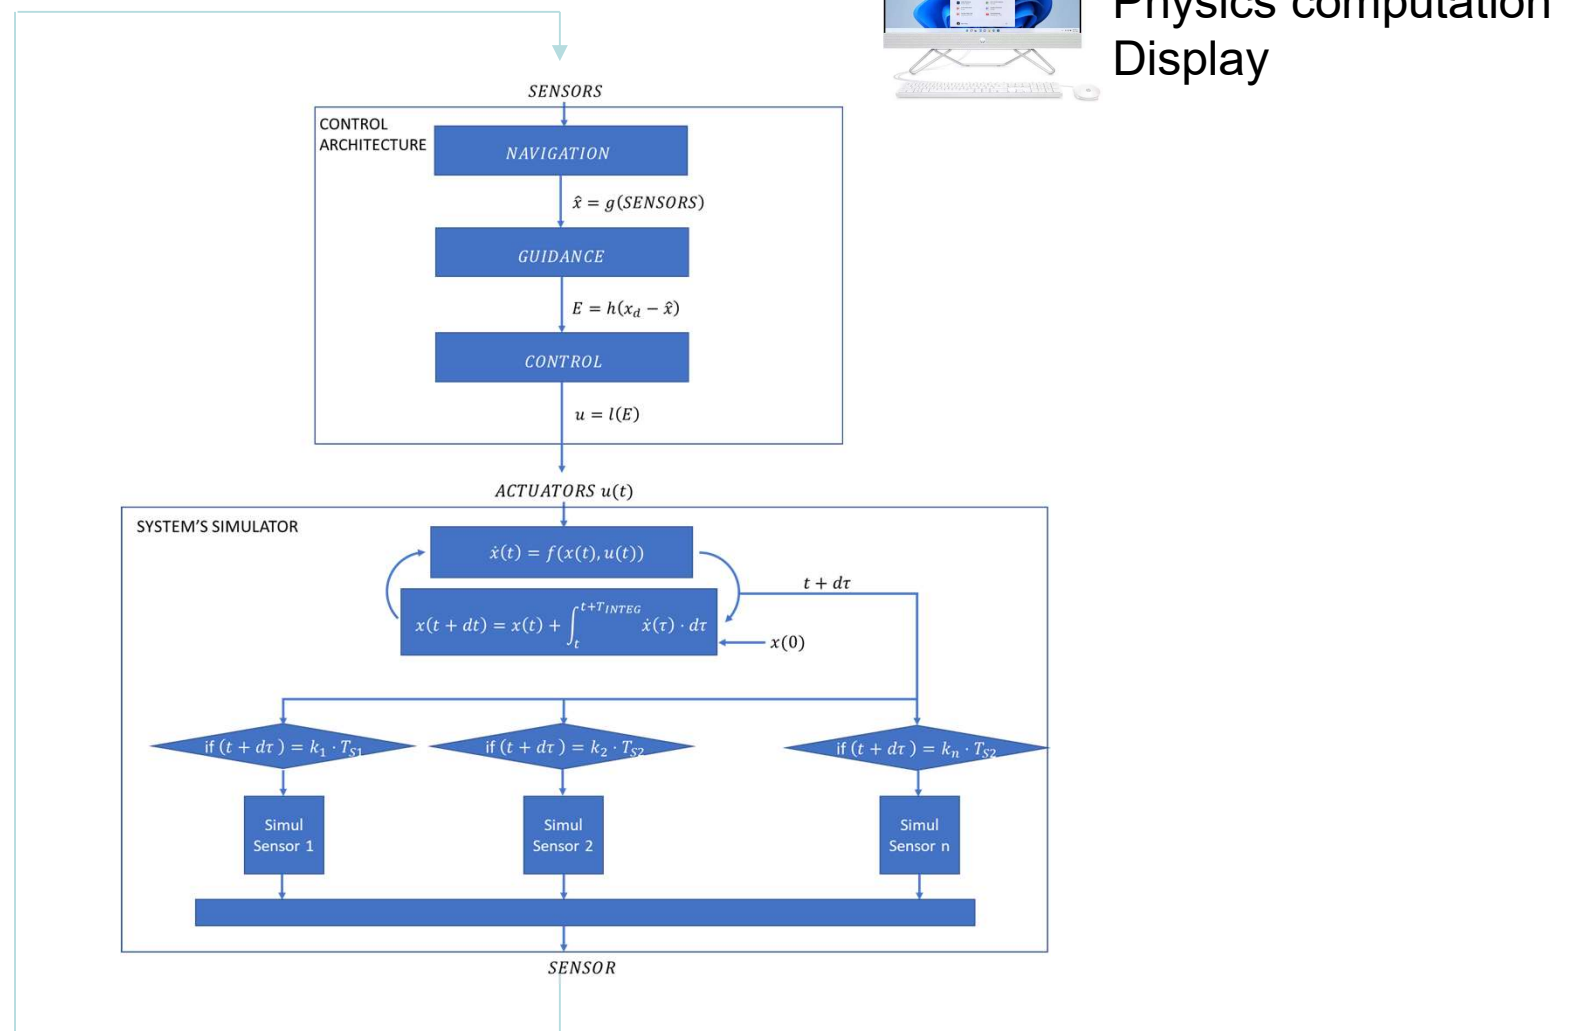 Physics computation
Display
SENSORS
CONTROL
ARCHITECTURE
NAVIGATION
x̂ = g(SENSORS)
GUIDANCE
E = h(x_d − x̂)
CONTROL
u = l(E)
ACTUATORS u(t)
SYSTEM'S SIMULATOR
ẋ(t) = f(x(t), u(t))
t + dτ
x(t + dt) = x(t) + ∫_t^{t+T_INTEG} ẋ(τ) · dτ
x(0)
if (t + dτ) = k_1 · T_S1
if (t + dτ) = k_2 · T_S2
if (t + dτ) = k_n · T_S2
Simul
Sensor 1
Simul
Sensor 2
Simul
Sensor n
SENSOR